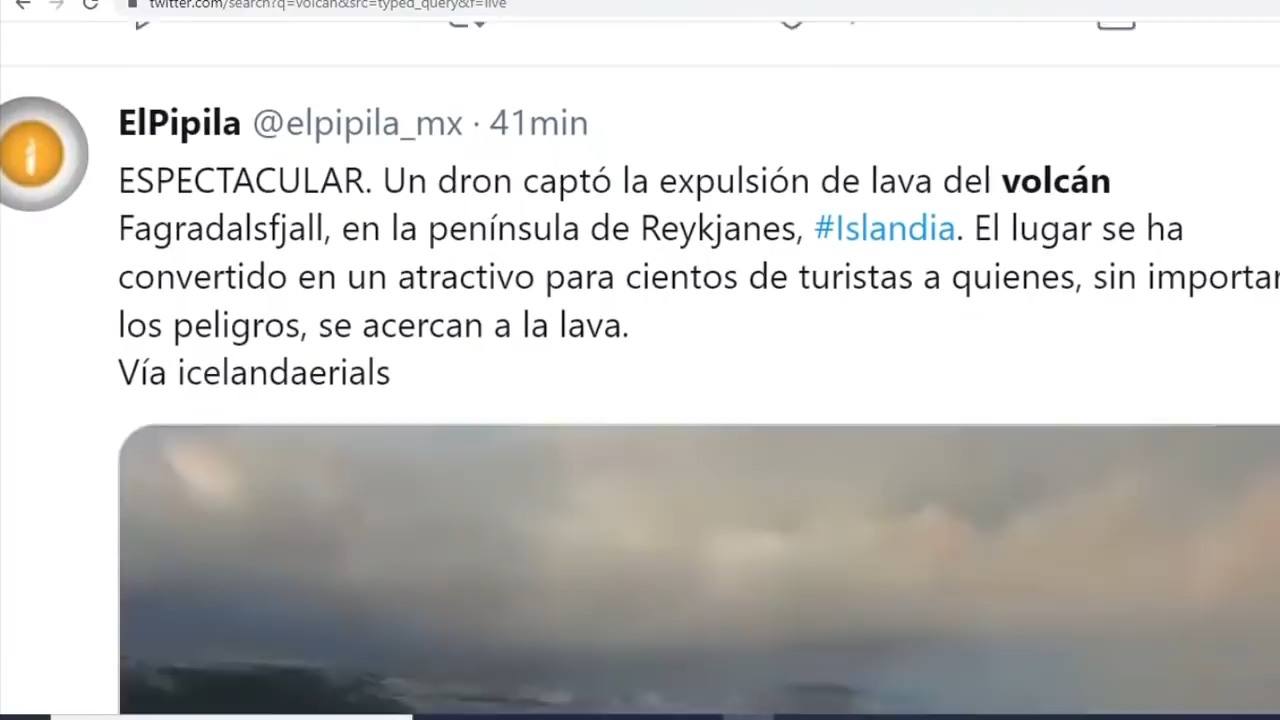 twitter.com/search?q=volcan&src=typed_query&f=live
ElPipila @elpipila_mx · 41min
ESPECTACULAR. Un dron captó la expulsión de lava del volcán
Fagradalsfjall, en la península de Reykjanes, #Islandia. El lugar se ha
convertido en un atractivo para cientos de turistas a quienes, sin importar
los peligros, se acercan a la lava.
Vía icelandaerials